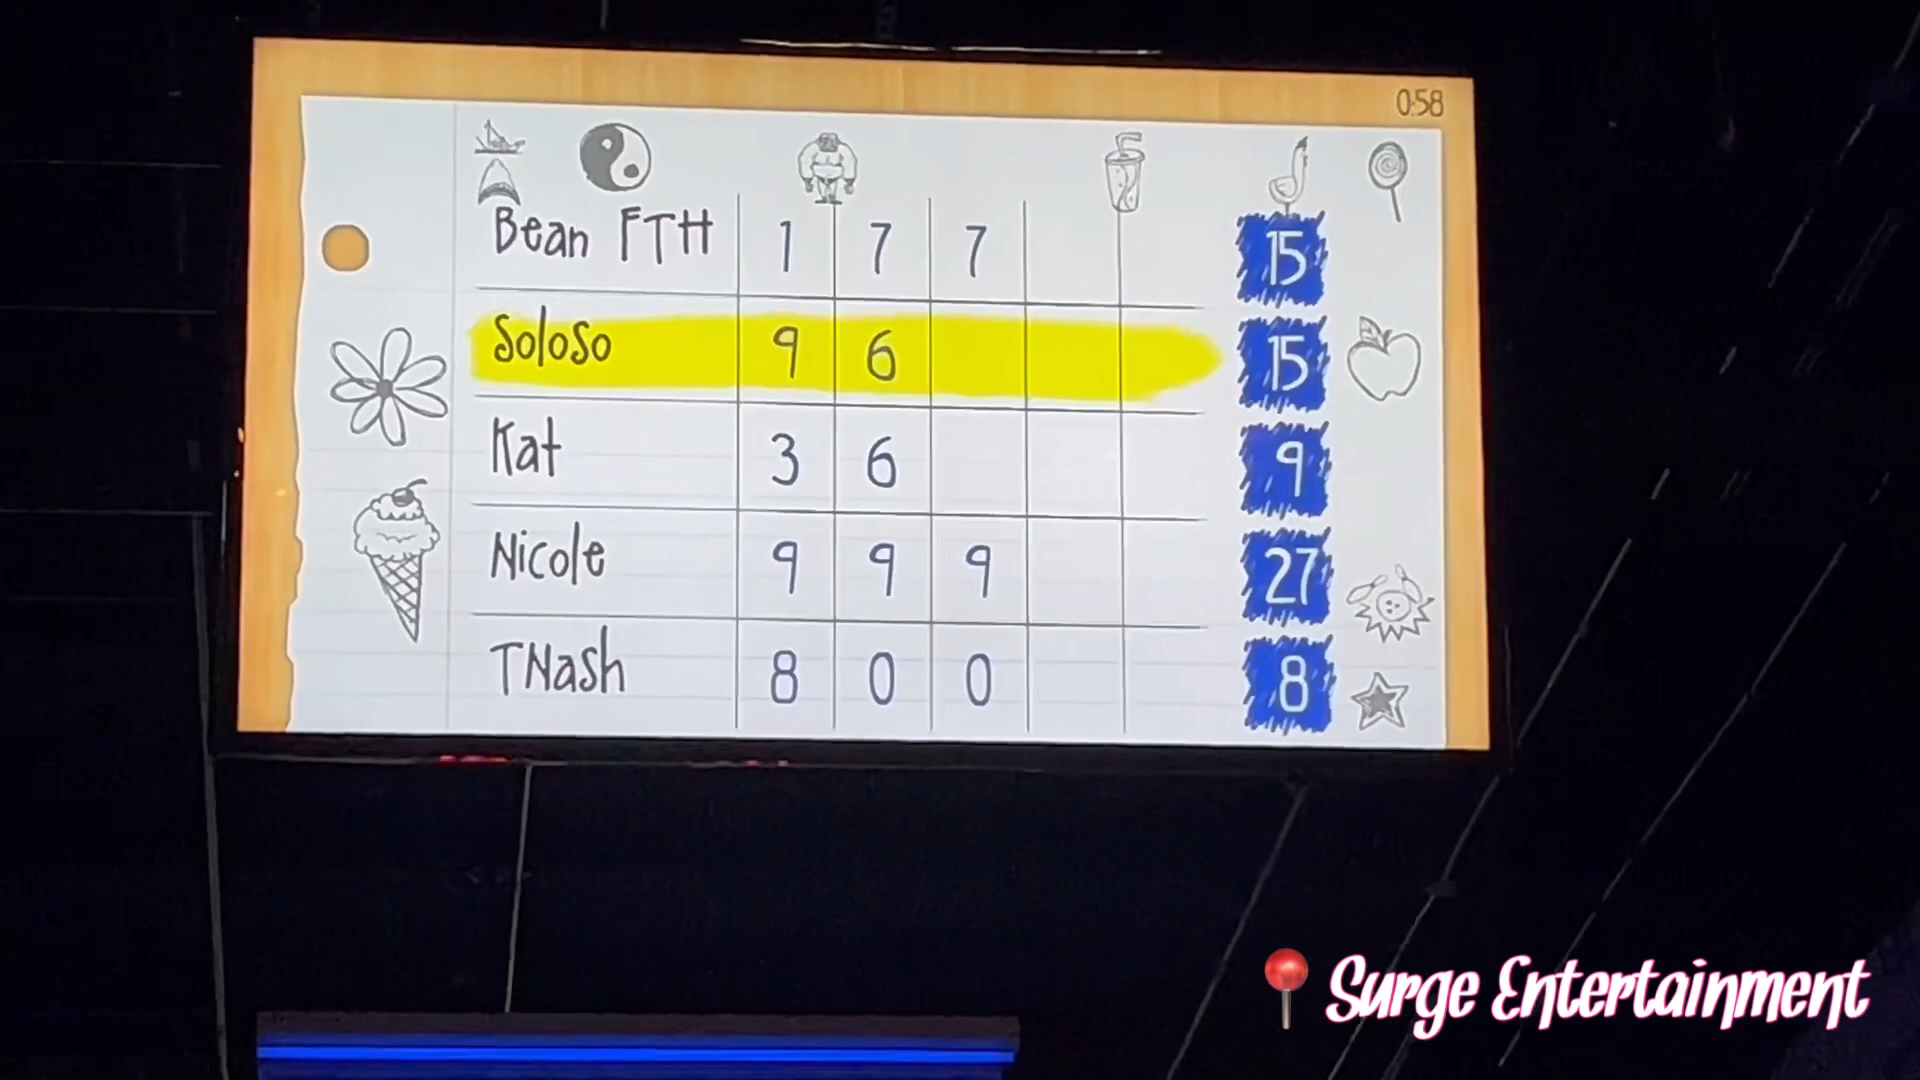 0:58
Bean FTH 1 7 7 15
Soloso 9 6 15
Kat 3 6 9
Nicole 9 9 9 27
TNash 8 0 0 8
Surge Entertainment